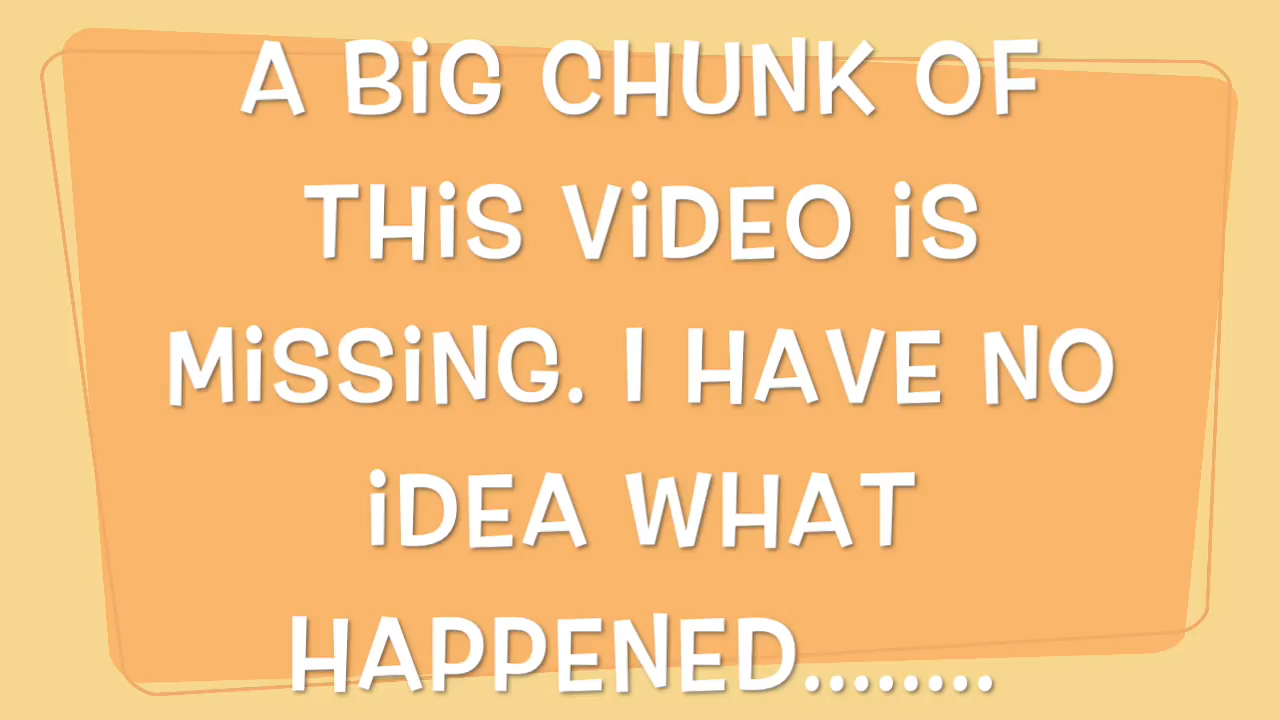 A BiG CHUNK OF
THiS ViDEO iS
MiSSiNG. I HAVE NO
iDEA WHAT
HAPPENED........